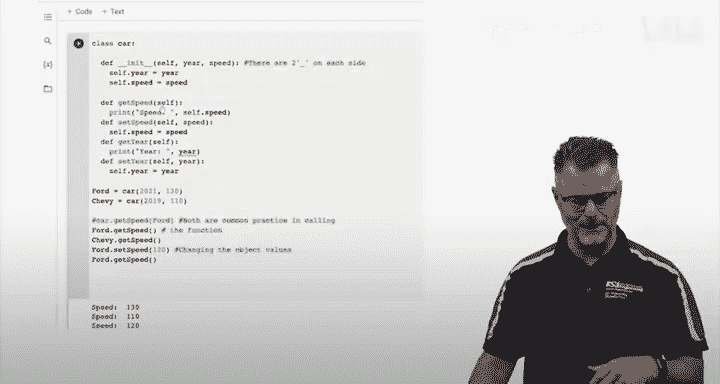 + Code + Text
class car:
def __init__(self, year, speed): #There are 2'_' on each side
self.year = year
self.speed = speed
def getSpeed(self):
print("Speed: ", self.speed)
def setSpeed(self, speed):
self.speed = speed
def getYear(self):
print("Year: ", year)
def setYear(self, year):
self.year = year
Ford = car(2021, 130)
Chevy = car(2019, 110)
#car.getSpeed(Ford) #Both are common practice in calling
Ford.getSpeed() # the function
Chevy.getSpeed()
Ford.setSpeed(120) #Changing the object values
Ford.getSpeed()
Speed: 130
Speed: 110
Speed: 120